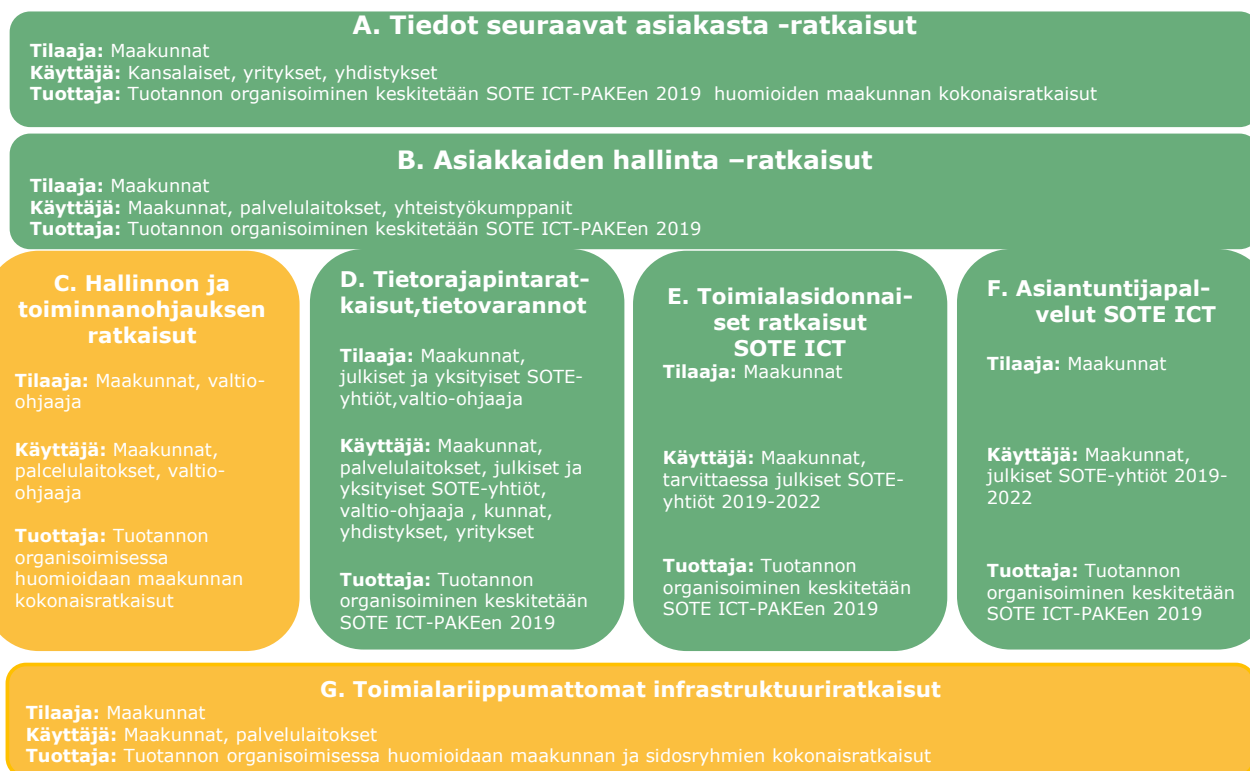 A. Tiedot seuraavat asiakasta -ratkaisut
Tilaaja: Maakunnat
Käyttäjä: Kansalaiset, yritykset, yhdistykset
Tuottaja: Tuotannon organisoiminen keskitetään SOTE ICT-PAKEen 2019 huomioiden maakunnan kokonaisratkaisut
B. Asiakkaiden hallinta –ratkaisut
Tilaaja: Maakunnat
Käyttäjä: Maakunnat, palvelulaitokset, yhteistyökumppanit
Tuottaja: Tuotannon organisoiminen keskitetään SOTE ICT-PAKEen 2019
C. Hallinnon ja
toiminnanohjauksen
ratkaisut
Tilaaja: Maakunnat, valtio-
ohjaaja
Käyttäjä: Maakunnat,
palcelulaitokset, valtio-
ohjaaja
Tuottaja: Tuotannon
organisoimisessa
huomioidaan maakunnan
kokonaisratkaisut
D. Tietorajapintarat-
kaisut,tietovarannot
Tilaaja: Maakunnat,
julkiset ja yksityiset SOTE-
yhtiöt,valtio-ohjaaja
Käyttäjä: Maakunnat,
palvelulaitokset, julkiset ja
yksityiset SOTE-yhtiöt,
valtio-ohjaaja , kunnat,
yhdistykset, yritykset
Tuottaja: Tuotannon
organisoiminen keskitetään
SOTE ICT-PAKEen 2019
E. Toimialasidonnai-
set ratkaisut
SOTE ICT
Tilaaja: Maakunnat
Käyttäjä: Maakunnat,
tarvittaessa julkiset SOTE-
yhtiöt 2019-2022
Tuottaja: Tuotannon
organisoiminen keskitetään
SOTE ICT-PAKEen 2019
F. Asiantuntijapal-
velut SOTE ICT
Tilaaja: Maakunnat
Käyttäjä: Maakunnat,
julkiset SOTE-yhtiöt 2019-
2022
Tuottaja: Tuotannon
organisoiminen keskitetään
SOTE ICT-PAKEen 2019
G. Toimialariippumattomat infrastruktuuriratkaisut
Tilaaja: Maakunnat
Käyttäjä: Maakunnat, palvelulaitokset
Tuottaja: Tuotannon organisoimisessa huomioidaan maakunnan ja sidosryhmien kokonaisratkaisut